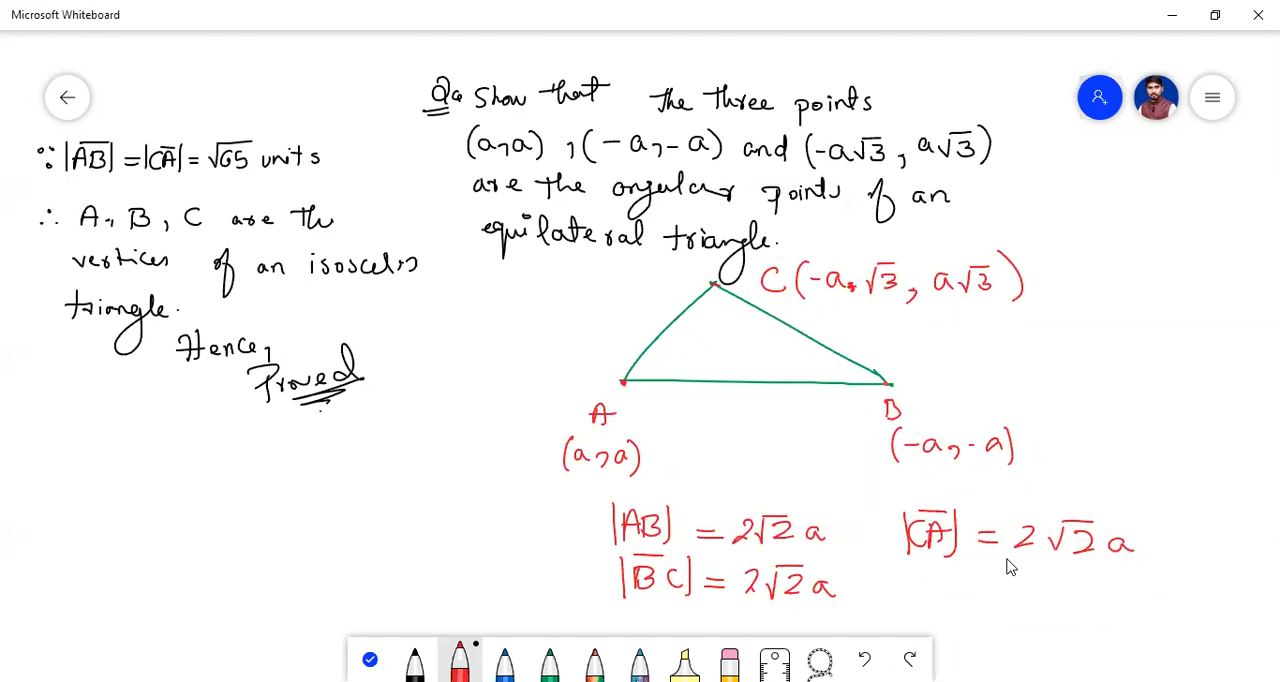 Microsoft Whiteboard
∵ |AB| = |CA| = √65 units
∴ A, B, C are the
vertices of an isosceles
triangle.
Hence,
Proved
Q. Show that the three points
(a,a), (-a,-a) and (-a√3, a√3)
are the angular points of an
equilateral triangle.
C(-a√3, a√3)
A
(a,a)
B
(-a,-a)
|AB| = 2√2 a
|BC| = 2√2 a
|CA| = 2√2 a